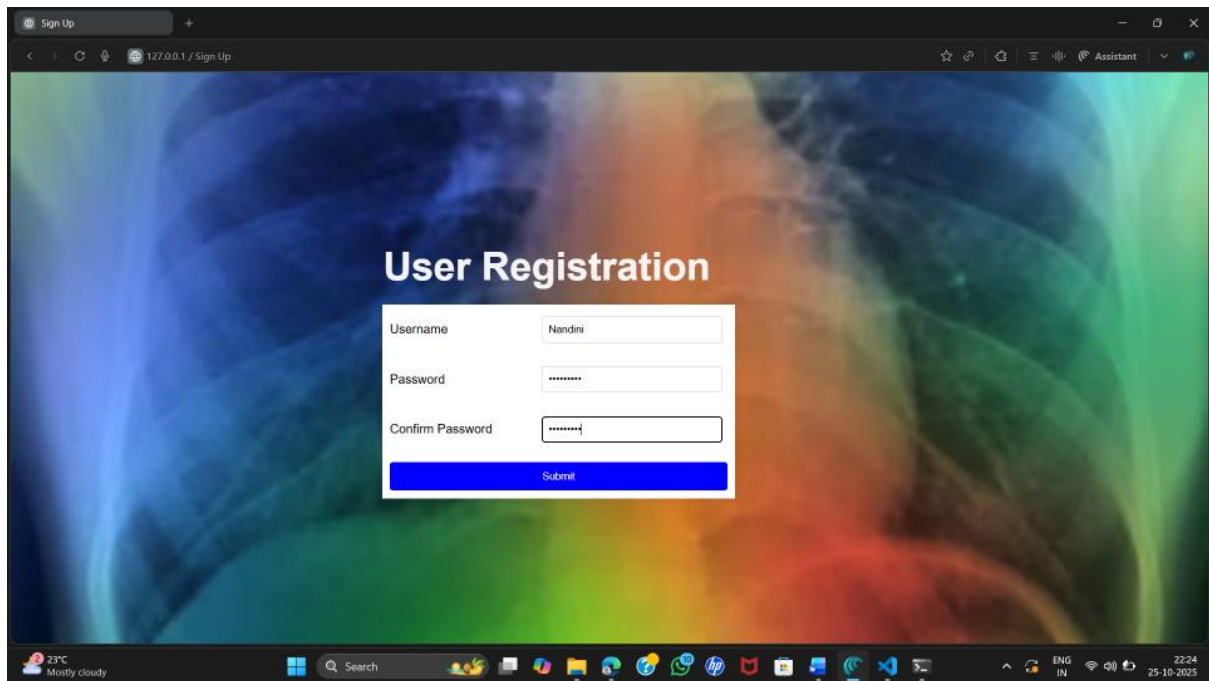 Sign Up
127.0.0.1 / Sign Up
Assistant
User Registration
Username Nandini
Password •••••••••
Confirm Password •••••••••
Submit
23°C
Mostly cloudy
Search
ENG
IN
22:24
25-10-2025